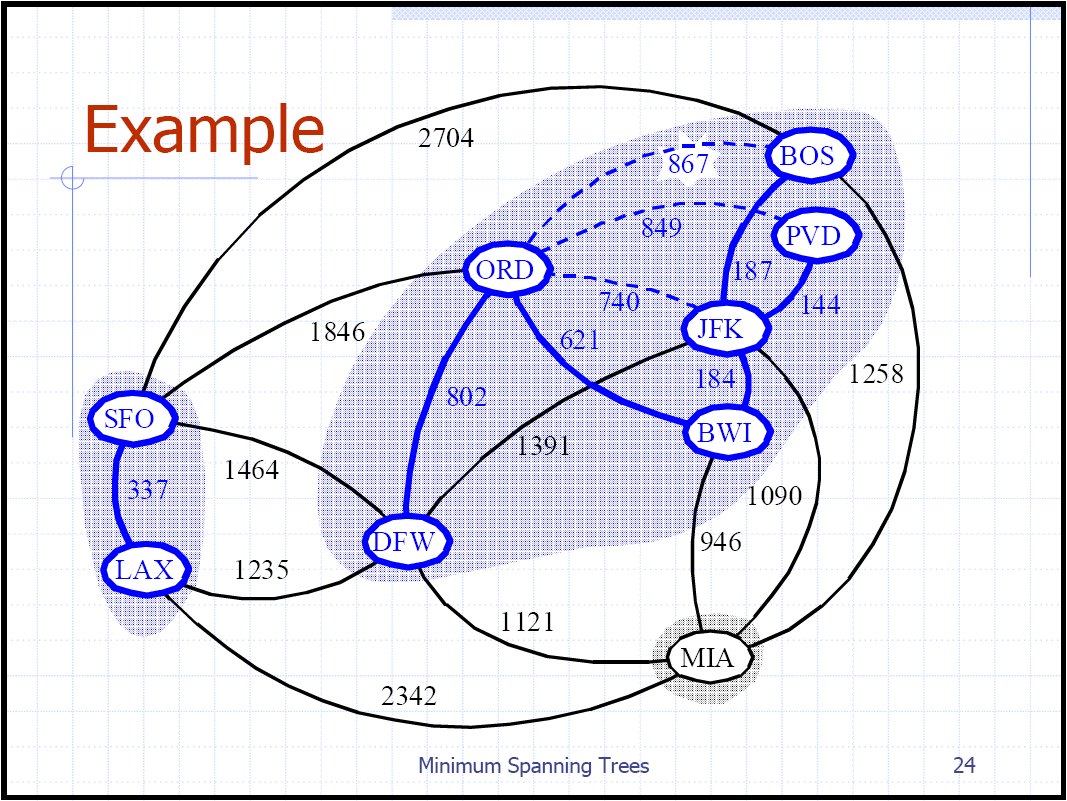 Example
2704
867
BOS
849
PVD
ORD
187
740
144
JFK
1846
621
184
1258
802
SFO
BWI
1391
1464
337
1090
DFW
946
LAX
1235
1121
MIA
2342
Minimum Spanning Trees
24